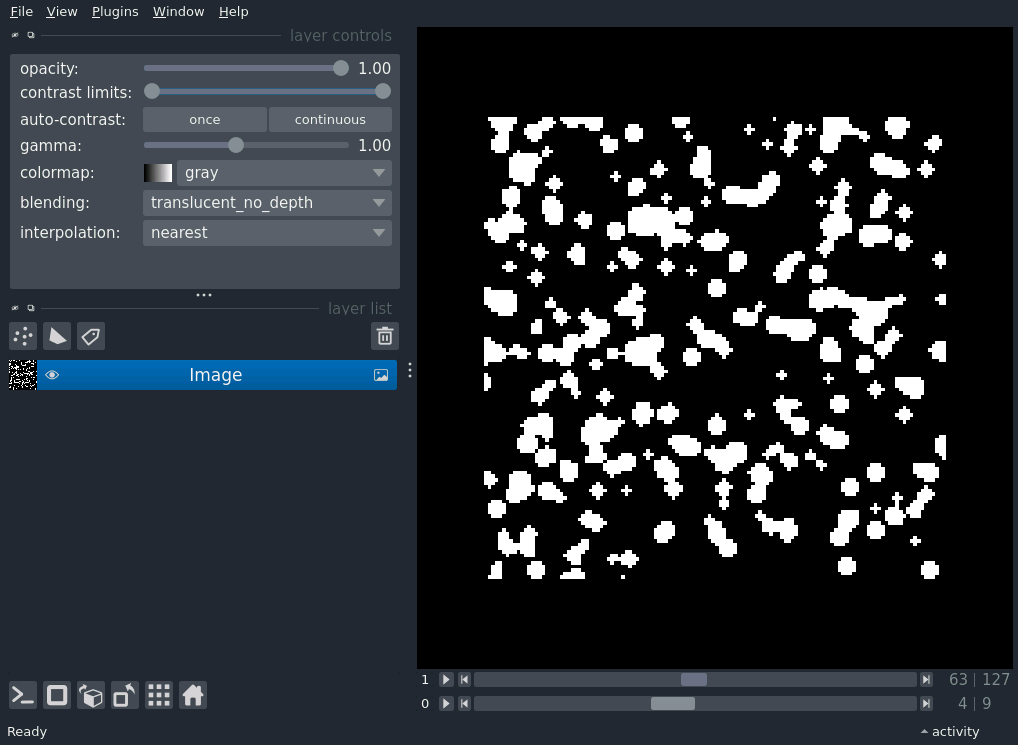 File View Plugins Window Help
layer controls
opacity: 1.00
contrast limits:
auto-contrast: once continuous
gamma: 1.00
colormap: gray
blending: translucent_no_depth
interpolation: nearest
layer list
Image
1 63 | 127
0 4 | 9
Ready activity